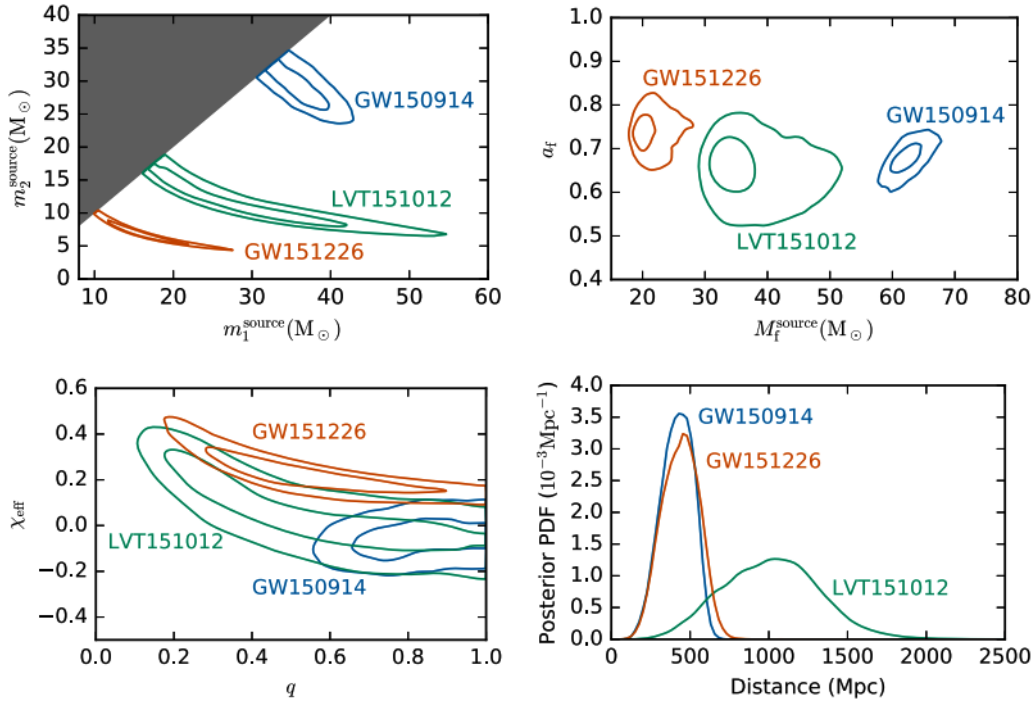 40
35
30
25
20
15
10
5
0
m₂^source (M_⊙)
GW150914
LVT151012
GW151226
10 20 30 40 50 60
m₁^source (M_⊙)
1.0
0.9
0.8
0.7
0.6
0.5
0.4
a_f
GW151226
GW150914
LVT151012
20 30 40 50 60 70 80
M_f^source (M_⊙)
0.6
0.4
0.2
0.0
−0.2
−0.4
χ_eff
GW151226
LVT151012
GW150914
0.0 0.2 0.4 0.6 0.8 1.0
q
4.0
3.5
3.0
2.5
2.0
1.5
1.0
0.5
0.0
Posterior PDF (10⁻³Mpc⁻¹)
GW150914
GW151226
LVT151012
0 500 1000 1500 2000 2500
Distance (Mpc)